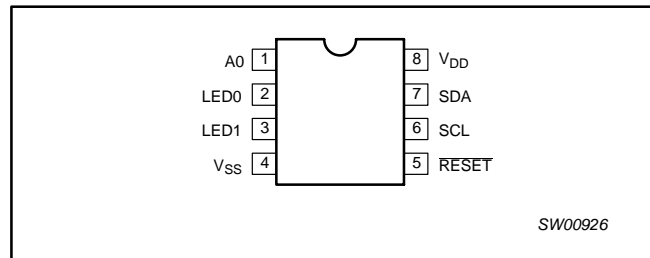 A0 1 8 VDD
LED0 2 7 SDA
LED1 3 6 SCL
VSS 4 5 RESET
SW00926